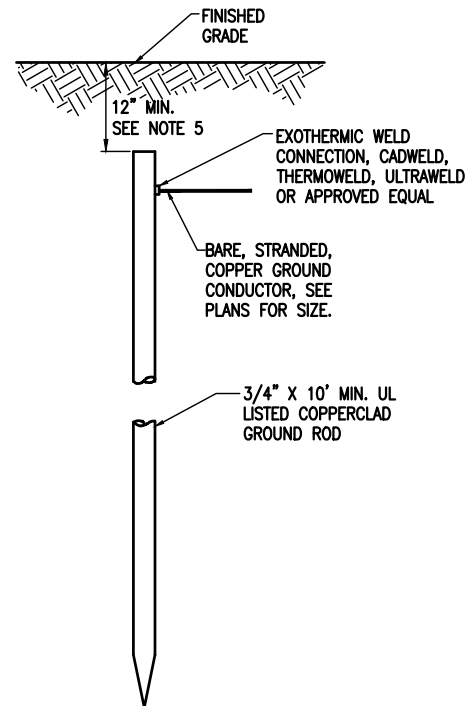 FINISHED
GRADE
12" MIN.
SEE NOTE 5
EXOTHERMIC WELD
CONNECTION, CADWELD,
THERMOWELD, ULTRAWELD
OR APPROVED EQUAL
BARE, STRANDED,
COPPER GROUND
CONDUCTOR, SEE
PLANS FOR SIZE.
3/4" X 10' MIN. UL
LISTED COPPERCLAD
GROUND ROD